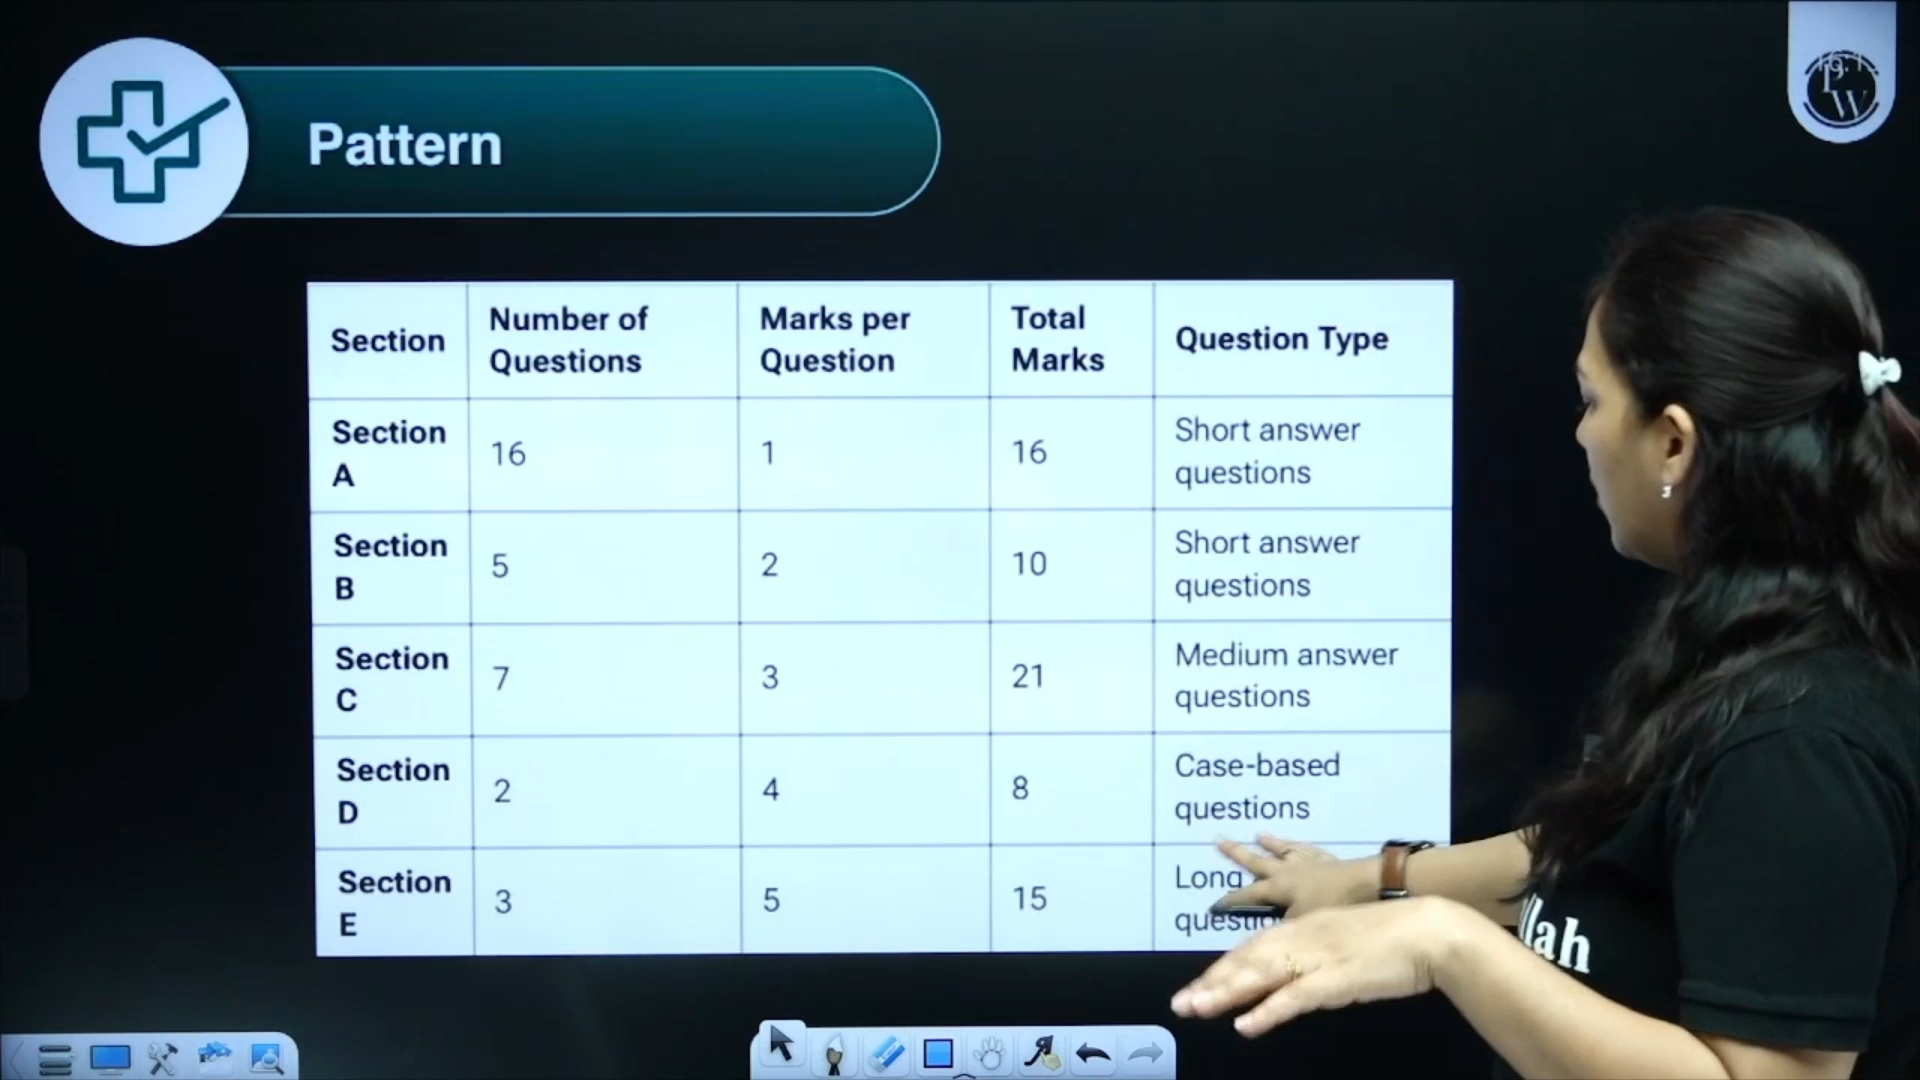 Pattern
PW
Section
Number of
Questions
Marks per
Question
Total
Marks
Question Type
Section
A
16
1
16
Short answer
questions
Section
B
5
2
10
Short answer
questions
Section
C
7
3
21
Medium answer
questions
Section
D
2
4
8
Case-based
questions
Section
E
3
5
15
Long